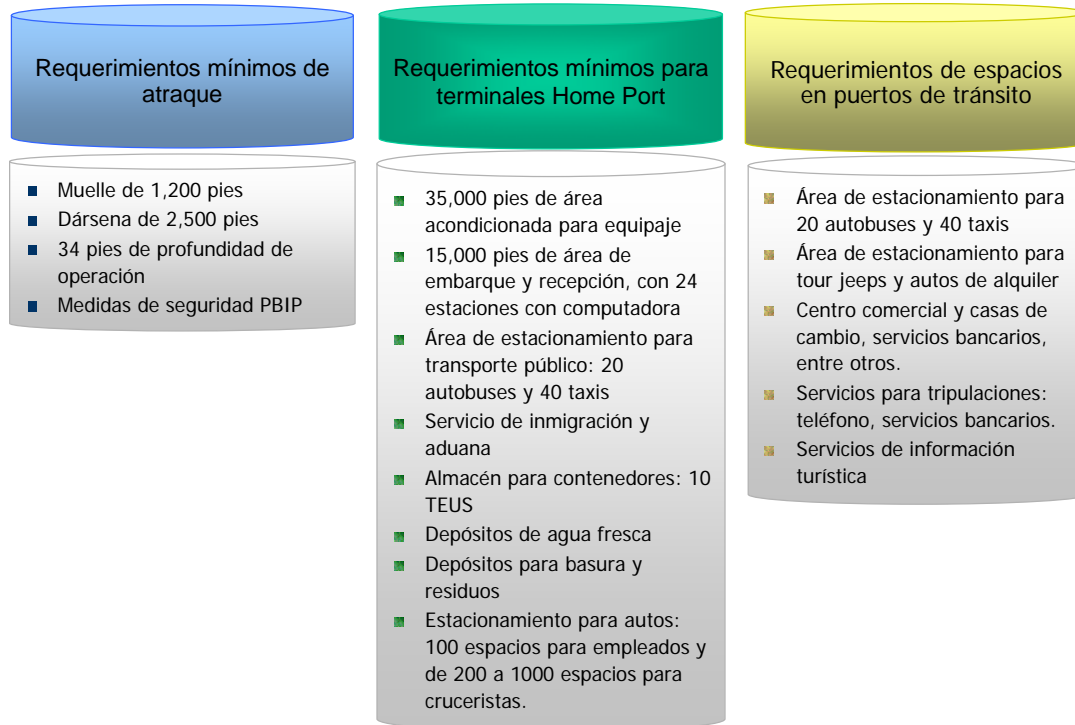 Requerimientos mínimos de
atraque
Muelle de 1,200 pies
Dársena de 2,500 pies
34 pies de profundidad de
operación
Medidas de seguridad PBIP
Requerimientos mínimos para
terminales Home Port
35,000 pies de área
acondicionada para equipaje
15,000 pies de área de
embarque y recepción, con 24
estaciones con computadora
Área de estacionamiento para
transporte público: 20
autobuses y 40 taxis
Servicio de inmigración y
aduana
Almacén para contenedores: 10
TEUS
Depósitos de agua fresca
Depósitos para basura y
residuos
Estacionamiento para autos:
100 espacios para empleados y
de 200 a 1000 espacios para
cruceristas.
Requerimientos de espacios
en puertos de tránsito
Área de estacionamiento para
20 autobuses y 40 taxis
Área de estacionamiento para
tour jeeps y autos de alquiler
Centro comercial y casas de
cambio, servicios bancarios,
entre otros.
Servicios para tripulaciones:
teléfono, servicios bancarios.
Servicios de información
turística